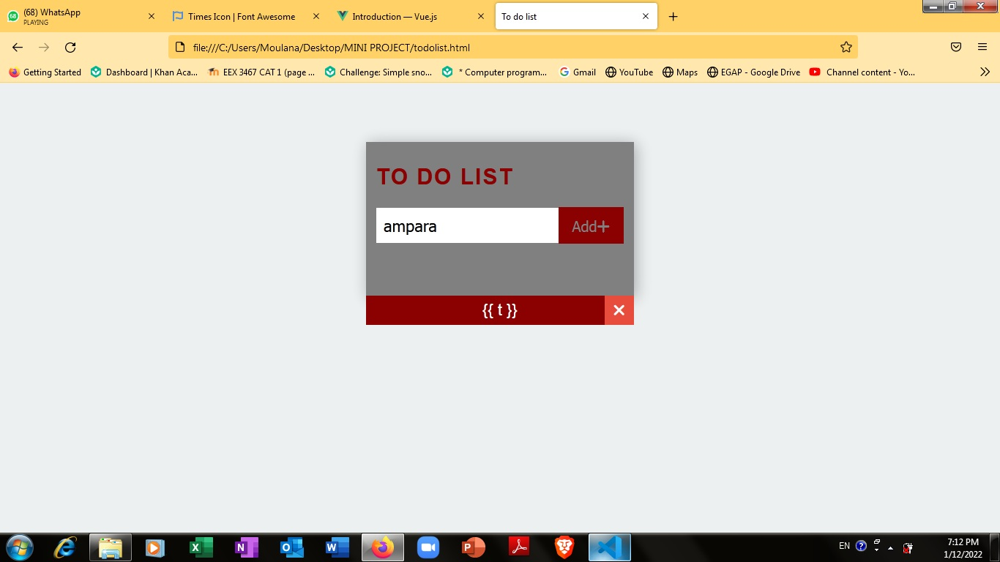 (68) WhatsApp
PLAYING
Times Icon | Font Awesome
Introduction — Vue.js
To do list
file:///C:/Users/Moulana/Desktop/MINI PROJECT/todolist.html
Getting Started
Dashboard | Khan Aca...
EEX 3467 CAT 1 (page ...
Challenge: Simple sno...
* Computer program...
Gmail
YouTube
Maps
EGAP - Google Drive
Channel content - Yo...
TO DO LIST
ampara
Add+
{{ t }}
EN
7:12 PM
1/12/2022